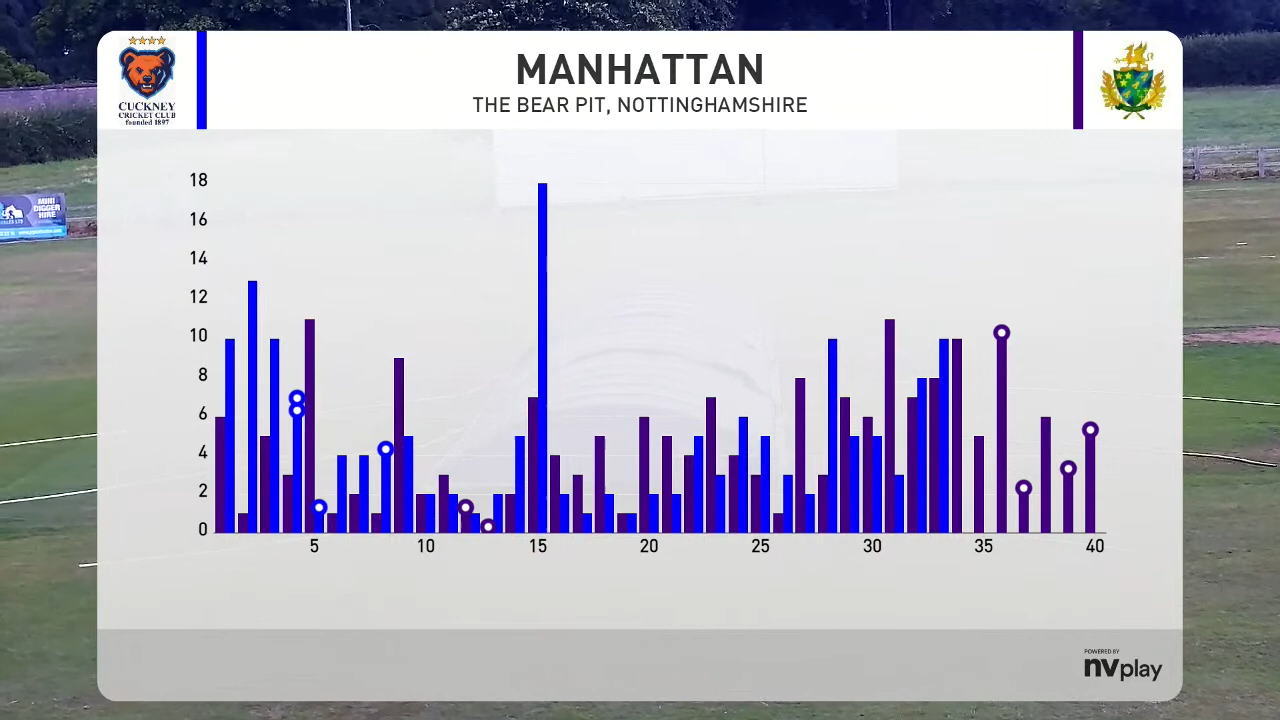 MANHATTAN
THE BEAR PIT, NOTTINGHAMSHIRE
CUCKNEY
CRICKET CLUB
founded 1897
MINI
DIGGER
HIRE
18
16
14
12
10
8
6
4
2
0
5 10 15 20 25 30 35 40
POWERED BY
nvplay